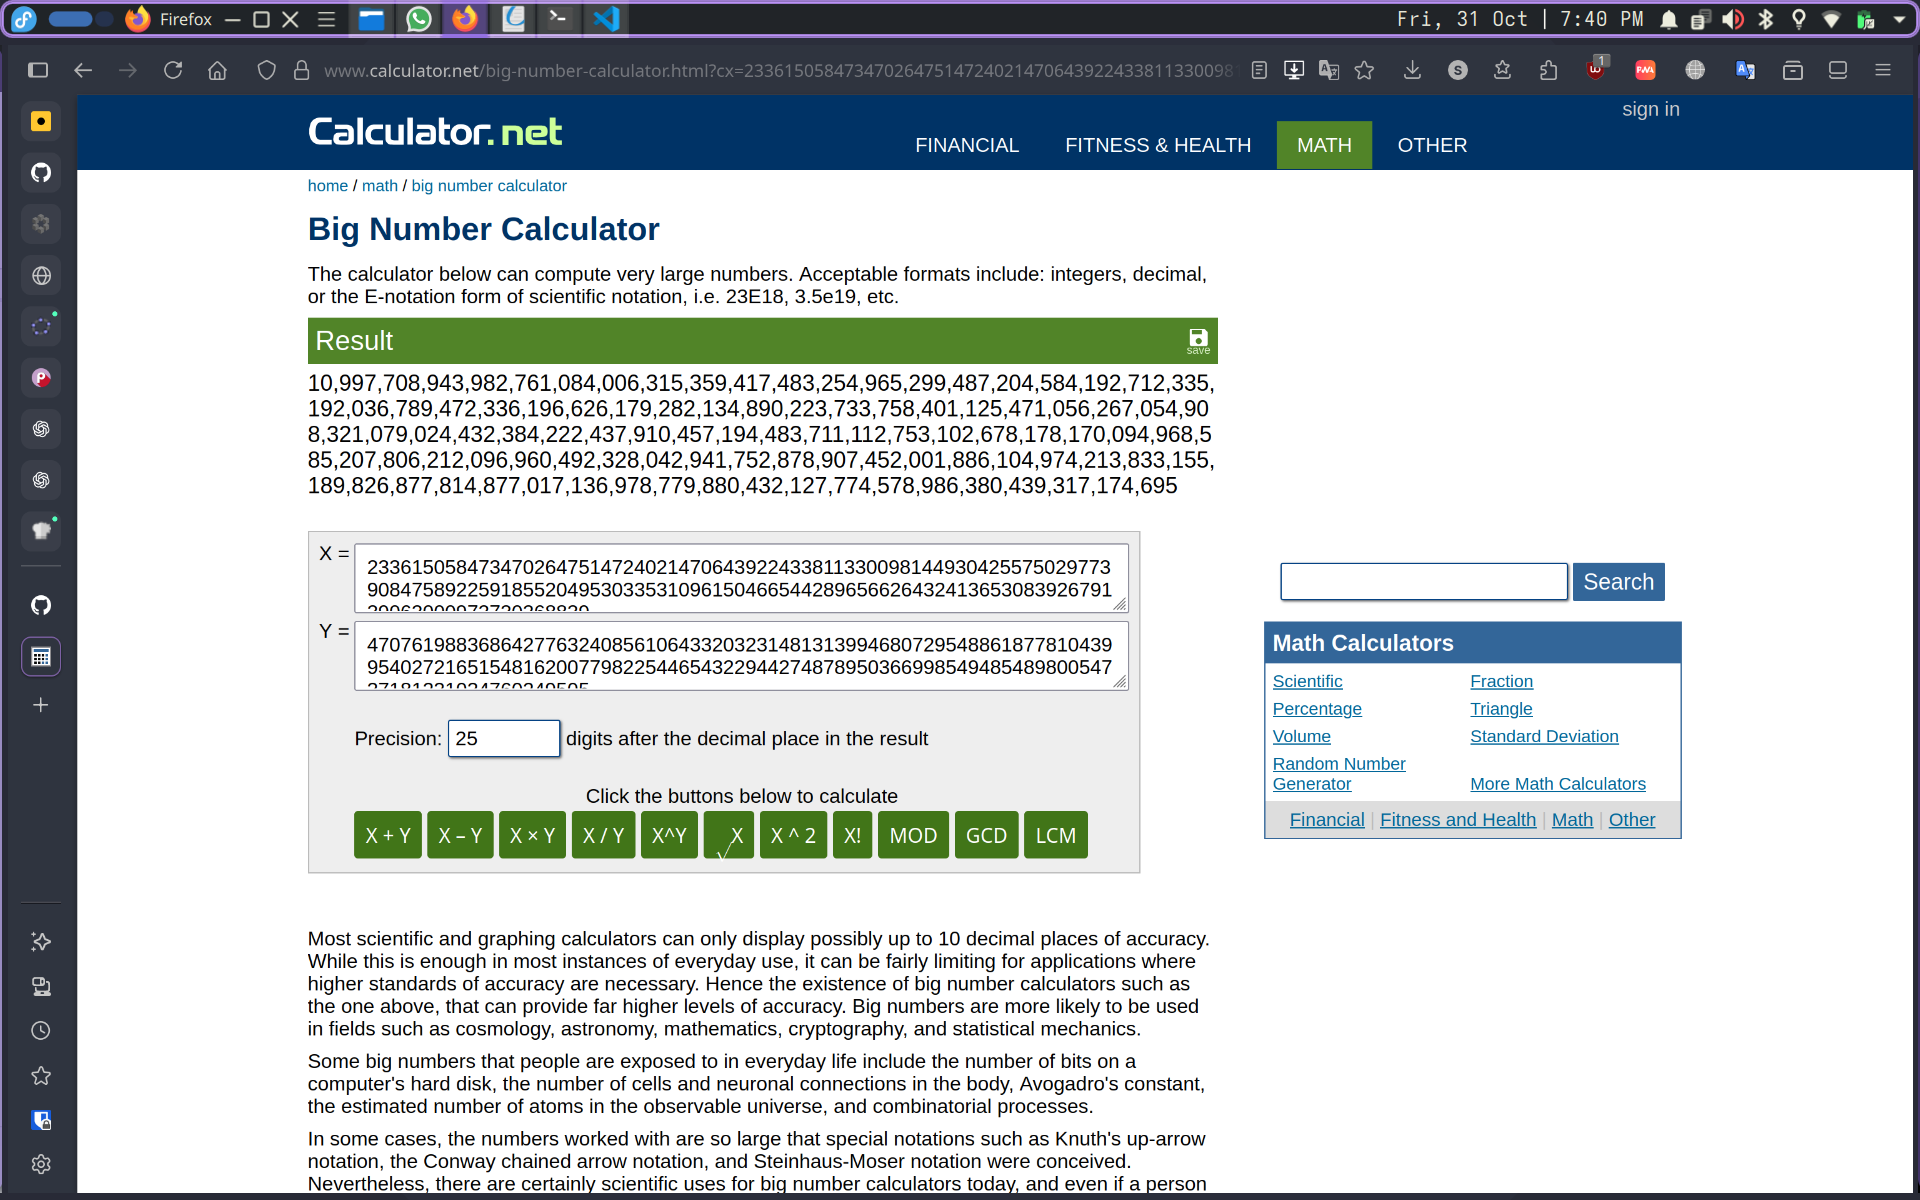 Firefox
Fri, 31 Oct | 7:40 PM
www.calculator.net/big-number-calculator.html?cx=23361505847347026475147240214706439224338113300981
1
sign in
Calculator.net
FINANCIAL FITNESS & HEALTH MATH OTHER
home / math / big number calculator
Big Number Calculator
The calculator below can compute very large numbers. Acceptable formats include: integers, decimal,
or the E-notation form of scientific notation, i.e. 23E18, 3.5e19, etc.
Result
save
10,997,708,943,982,761,084,006,315,359,417,483,254,965,299,487,204,584,192,712,335,
192,036,789,472,336,196,626,179,282,134,890,223,733,758,401,125,471,056,267,054,90
8,321,079,024,432,384,222,437,910,457,194,483,711,112,753,102,678,178,170,094,968,5
85,207,806,212,096,960,492,328,042,941,752,878,907,452,001,886,104,974,213,833,155,
189,826,877,814,877,017,136,978,779,880,432,127,774,578,986,380,439,317,174,695
X =
2336150584734702647514724021470643922433811330098144930425575029773
9084758922591855204953033531096150466544289656626432413653083926791
Y =
4707619883686427763240856106433203231481313994680729548861877810439
95402721651548162007798225446543229442748789503669985494854898005​47
Precision: 25 digits after the decimal place in the result
Click the buttons below to calculate
X + Y X – Y X × Y X / Y X^Y √X X ^ 2 X! MOD GCD LCM
Search
Math Calculators
Scientific Fraction
Percentage Triangle
Volume Standard Deviation
Random Number
Generator More Math Calculators
Financial | Fitness and Health | Math | Other
Most scientific and graphing calculators can only display possibly up to 10 decimal places of accuracy.
While this is enough in most instances of everyday use, it can be fairly limiting for applications where
higher standards of accuracy are necessary. Hence the existence of big number calculators such as
the one above, that can provide far higher levels of accuracy. Big numbers are more likely to be used
in fields such as cosmology, astronomy, mathematics, cryptography, and statistical mechanics.
Some big numbers that people are exposed to in everyday life include the number of bits on a
computer's hard disk, the number of cells and neuronal connections in the body, Avogadro's constant,
the estimated number of atoms in the observable universe, and combinatorial processes.
In some cases, the numbers worked with are so large that special notations such as Knuth's up-arrow
notation, the Conway chained arrow notation, and Steinhaus-Moser notation were conceived.
Nevertheless, there are certainly scientific uses for big number calculators today, and even if a person